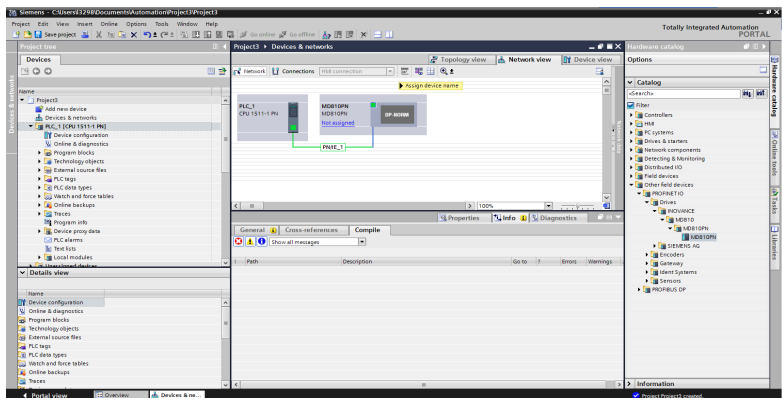 Siemens - C:\Users\13298\Documents\Automation\Project3\Project3
Project Edit View Insert Online Options Tools Window Help
Totally Integrated Automation
PORTAL
Save project
Go online
Go offline
Project tree
Project3 ▸ Devices & networks
Hardware catalog
Devices
Topology view
Network view
Device view
Options
Network
Connections
HMI connection
Name
Assign device name
Catalog
<Search>
Filter
Project3
Add new device
Devices & networks
PLC_1 [CPU 1511-1 PN]
Device configuration
Online & diagnostics
Program blocks
Technology objects
External source files
PLC tags
PLC data types
Watch and force tables
Online backups
Traces
Program info
Device proxy data
PLC alarms
Text lists
Local modules
Unassigned devices
PLC_1
CPU 1511-1 PN
MD810PN
MD810PN
Not assigned
DP-NORM
PN/IE_1
100%
Controllers
HMI
PC systems
Drives & starters
Network components
Detecting & Monitoring
Distributed I/O
Field devices
Other field devices
PROFINET IO
Drives
INOVANCE
MD810
MD810PN
MD810PN
SIEMENS AG
Encoders
Gateway
Ident Systems
Sensors
PROFIBUS DP
Properties
Info
Diagnostics
General
Cross-references
Compile
Show all messages
! Path Description Go to ? Errors Warnings
Details view
Name
Device configuration
Online & diagnostics
Program blocks
Technology objects
External source files
PLC tags
PLC data types
Watch and force tables
Online backups
Traces
Devices & networks
Network data
Hardware catalog
Online tools
Tasks
Libraries
Information
Portal view
Overview
Devices & ne...
Project Project3 created.